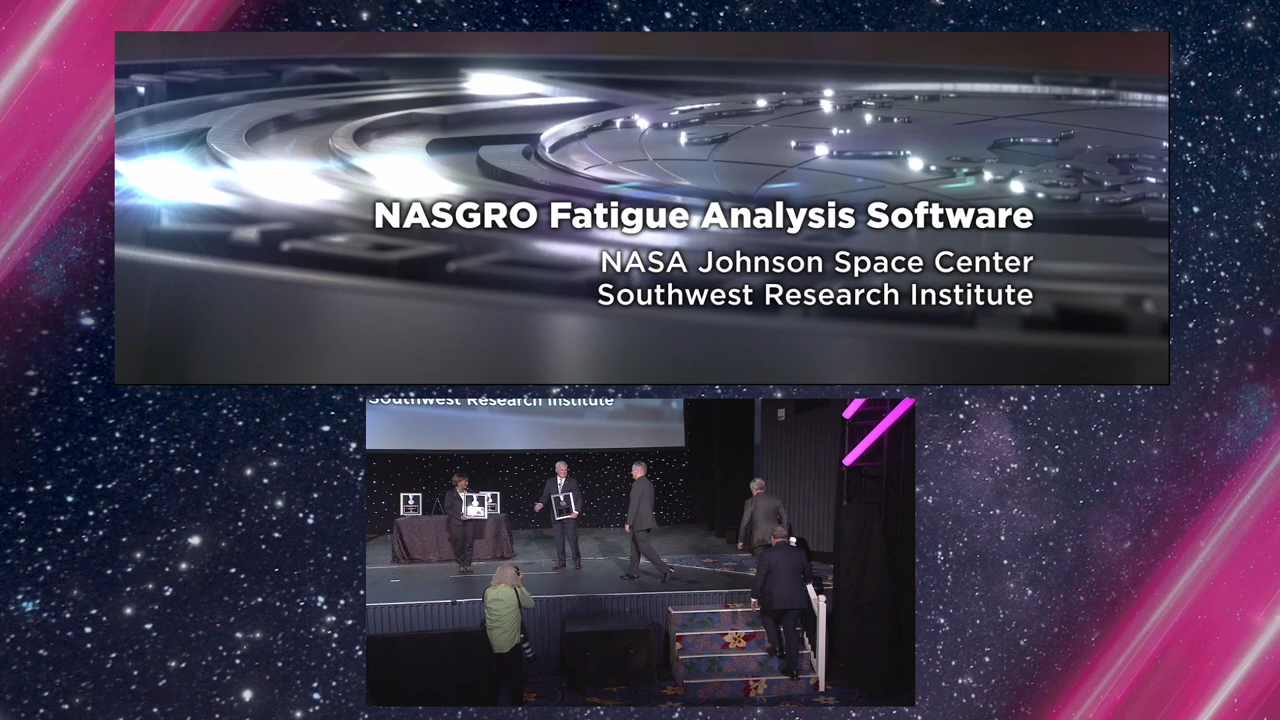 NASGRO Fatigue Analysis Software
NASA Johnson Space Center
Southwest Research Institute
Southwest Research Institute